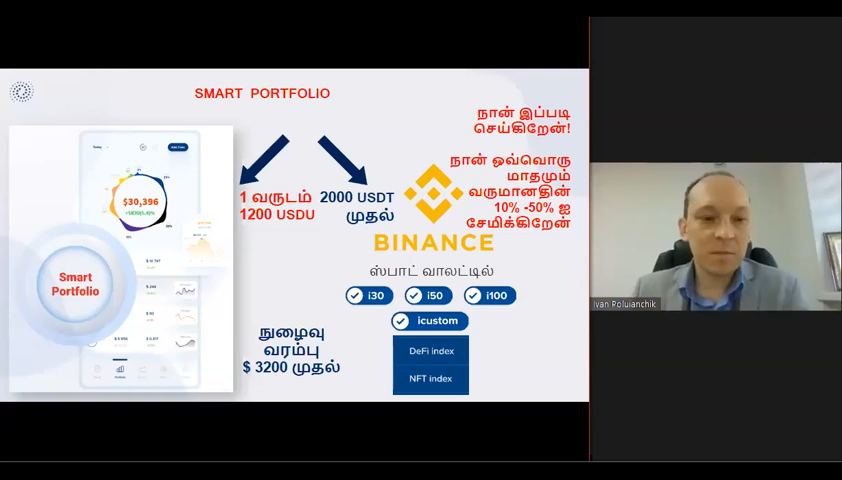 SMART PORTFOLIO
நான் இப்படி
செய்கிறேன்!
நான் ஒவ்வொரு
மாதமும்
வருமானதின்
10% -50% ஐ
சேமிக்கிறேன்
1 வருடம்
1200 USDU
2000 USDT
முதல்
BINANCE
ஸ்பாட் வாலட்டில்
i30
i50
i100
icustom
DeFi index
NFT index
நுழைவு
வரம்பு
$ 3200 முதல்
$30,396
Smart
Portfolio
Ivan Poluianchik